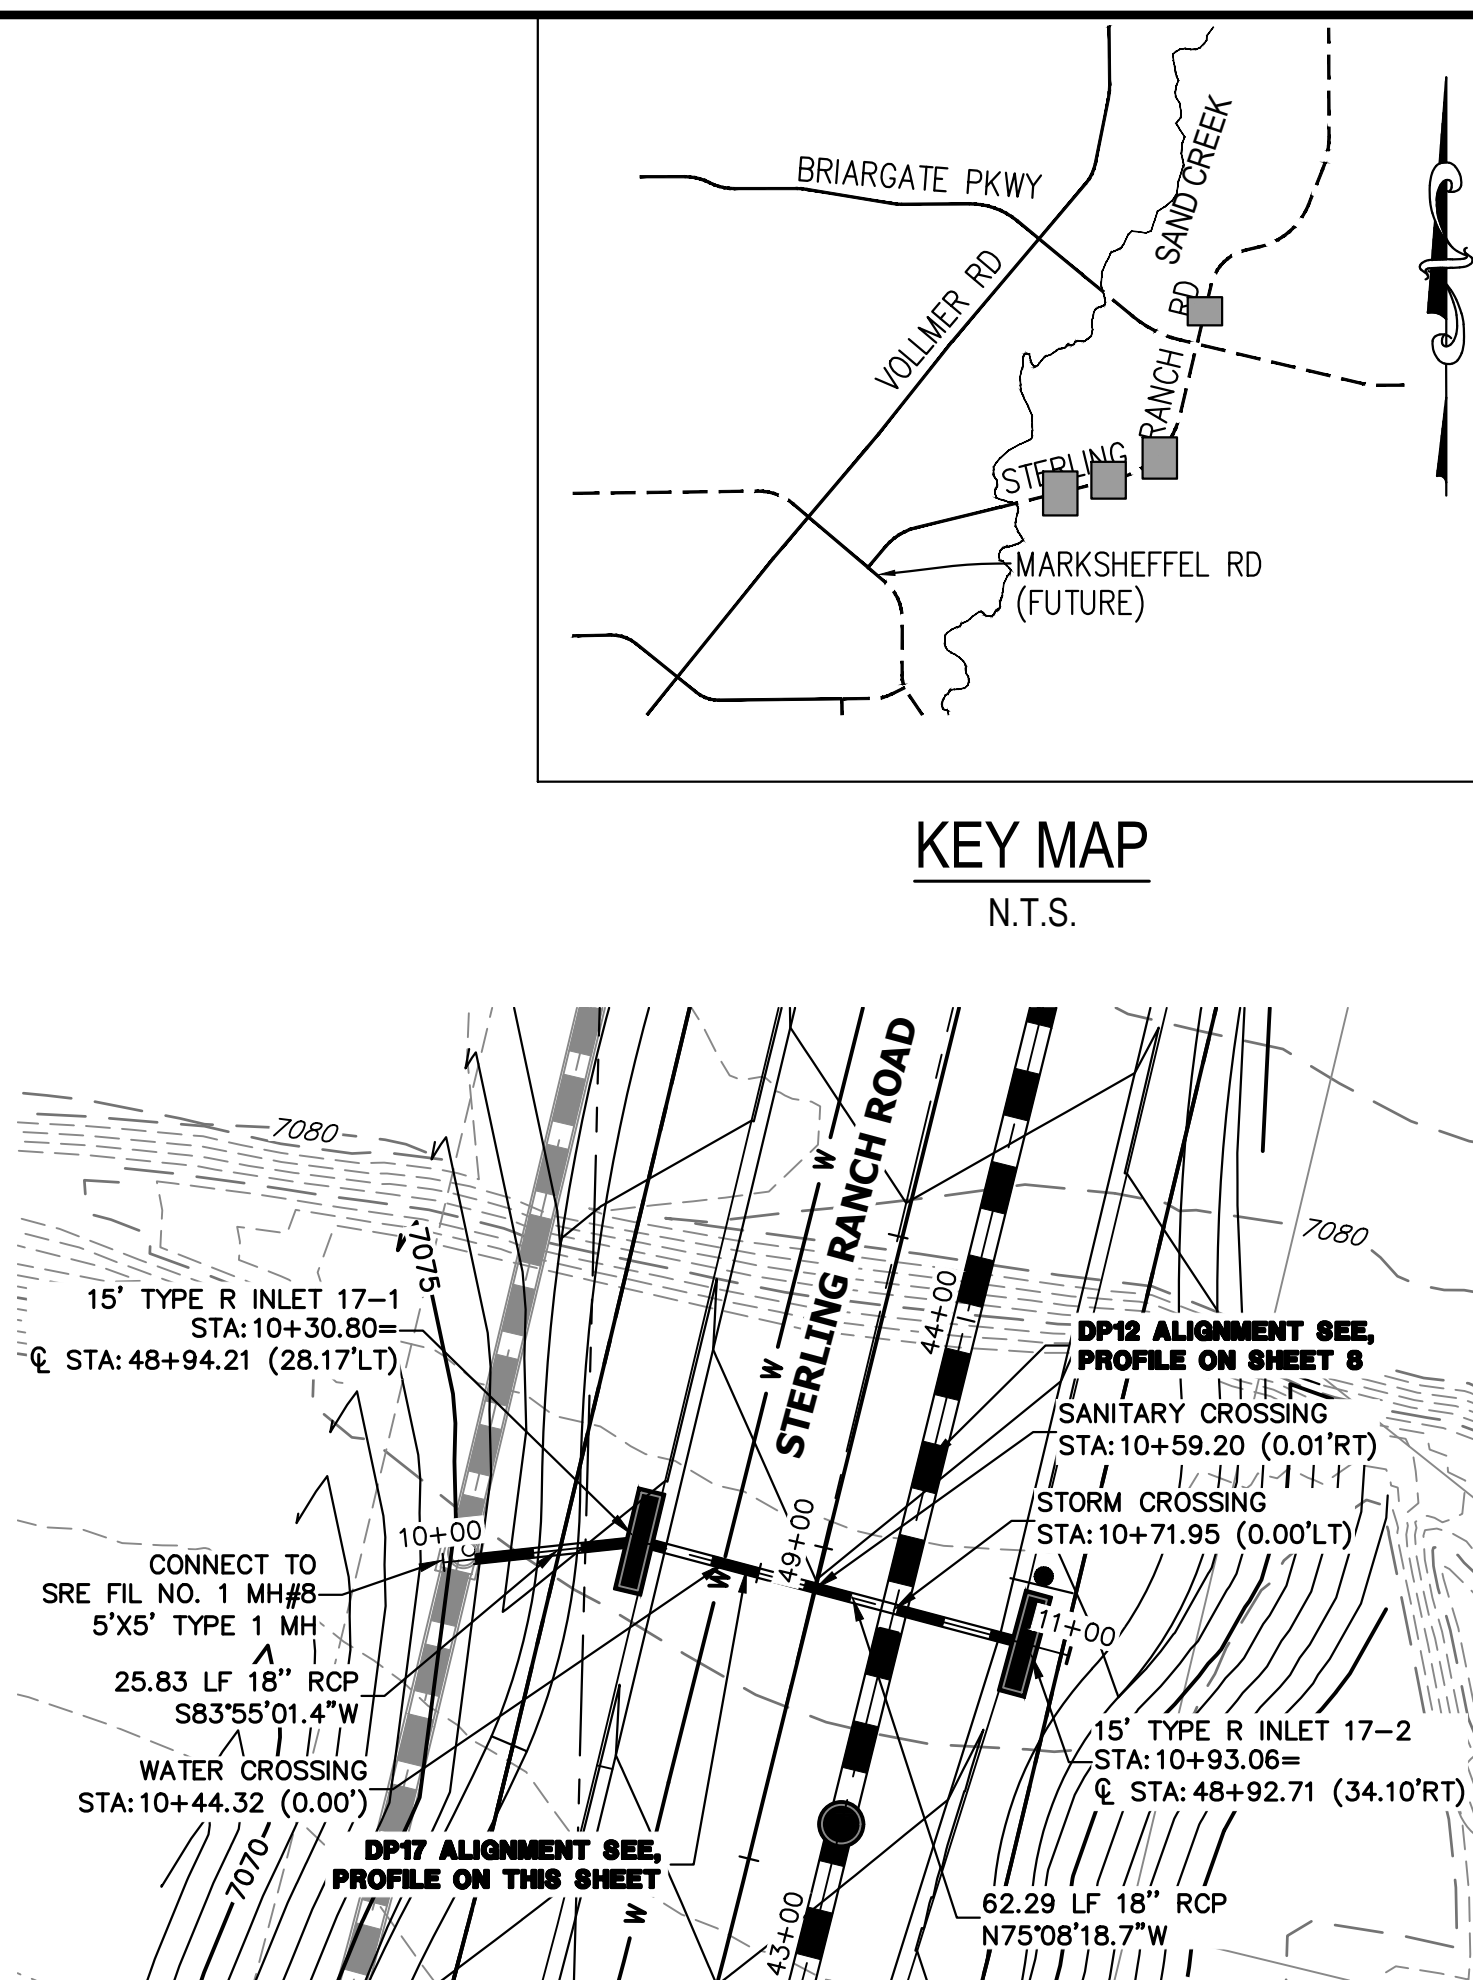 BRIARGATE PKWY
SAND CREEK
VOLLMER RD
STERLING
RANCH RD
MARKSHEFFEL RD
(FUTURE)
KEY MAP
N.T.S.
7080
7080
7075
STERLING RANCH ROAD
W
W
W
W
44+00
15' TYPE R INLET 17-1
STA:10+30.80=
℄ STA:48+94.21 (28.17'LT)
DP12 ALIGNMENT SEE,
PROFILE ON SHEET 8
SANITARY CROSSING
STA:10+59.20 (0.01'RT)
STORM CROSSING
STA:10+71.95 (0.00'LT)
10+00
49+00
11+00
CONNECT TO
SRE FIL NO. 1 MH#8
5'X5' TYPE 1 MH
25.83 LF 18" RCP
S83°55'01.4"W
WATER CROSSING
STA:10+44.32 (0.00')
15' TYPE R INLET 17-2
STA:10+93.06=
℄ STA:48+92.71 (34.10'RT)
DP17 ALIGNMENT SEE,
PROFILE ON THIS SHEET
7070
43+00
62.29 LF 18" RCP
N75°08'18.7"W